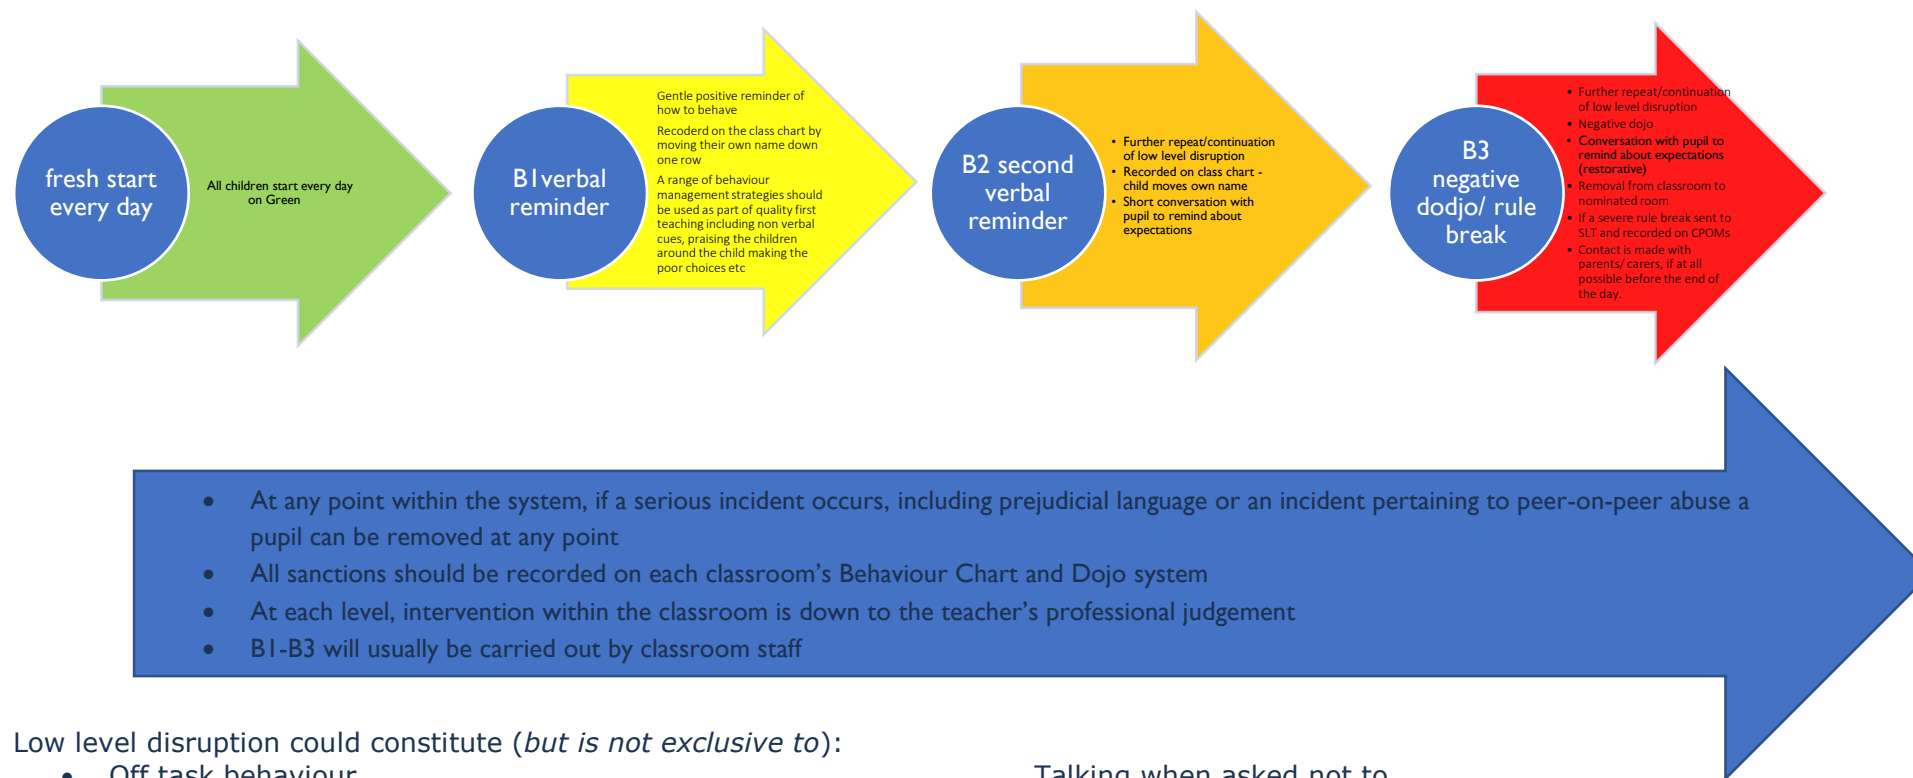 fresh start
every day
All children start every day
on Green
B1verbal
reminder
Gentle positive reminder of
how to behave
Recoderd on the class chart by
moving their own name down
one row
A range of behaviour
management strategies should
be used as part of quality first
teaching including non verbal
cues, praising the children
around the child making the
poor choices etc
B2 second
verbal
reminder
• Further repeat/continuation
of low level disruption
• Recorded on class chart -
child moves own name
• Short conversation with
pupil to remind about
expectations
B3
negative
dodjo/ rule
break
• Further repeat/continuation
of low level disruption
• Negative dojo
• Conversation with pupil to
remind about expectations
(restorative)
• Removal from classroom to
nominated room
• If a severe rule break sent to
SLT and recorded on CPOMs
• Contact is made with
parents/ carers, if at all
possible before the end of
the day.
• At any point within the system, if a serious incident occurs, including prejudicial language or an incident pertaining to peer-on-peer abuse a
pupil can be removed at any point
• All sanctions should be recorded on each classroom’s Behaviour Chart and Dojo system
• At each level, intervention within the classroom is down to the teacher’s professional judgement
• B1-B3 will usually be carried out by classroom staff
Low level disruption could constitute (but is not exclusive to):
• Off task behaviour
Talking when asked not to